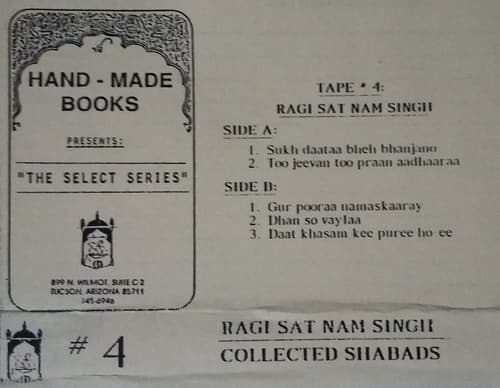 HAND - MADE
BOOKS
PRESENTS:
"THE SELECT SERIES"
899 N. WILMOT, SUITE C-2
TUCSON, ARIZONA 85711
745-6946
TAPE # 4:
RAGI SAT NAM SINGH
SIDE A:
1. Sukh daataa bheh bhanjano
2. Too jeevan too praan aadhaaraa
SIDE B:
1. Gur pooraa namaskaaray
2. Dhan so vaylaa
3. Daat khasam kee puree ho-ee
# 4
RAGI SAT NAM SINGH
COLLECTED SHABADS